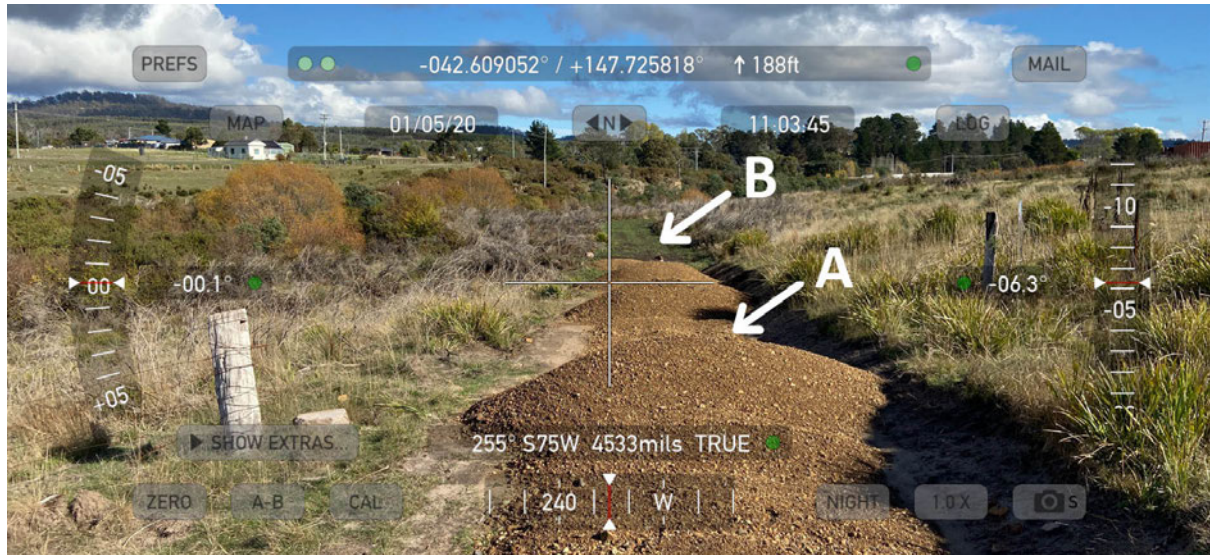 PREFS
-042.609052° / +147.725818° ↑ 188ft
MAIL
MAP
01/05/20
N
11:03:45
LOG
-05
00
+05
-00.1°
B
A
-06.3°
-10
-05
SHOW EXTRAS
255° S75W 4533mils TRUE
ZERO
A-B
CAL
240
W
NIGHT
1.0 X
S